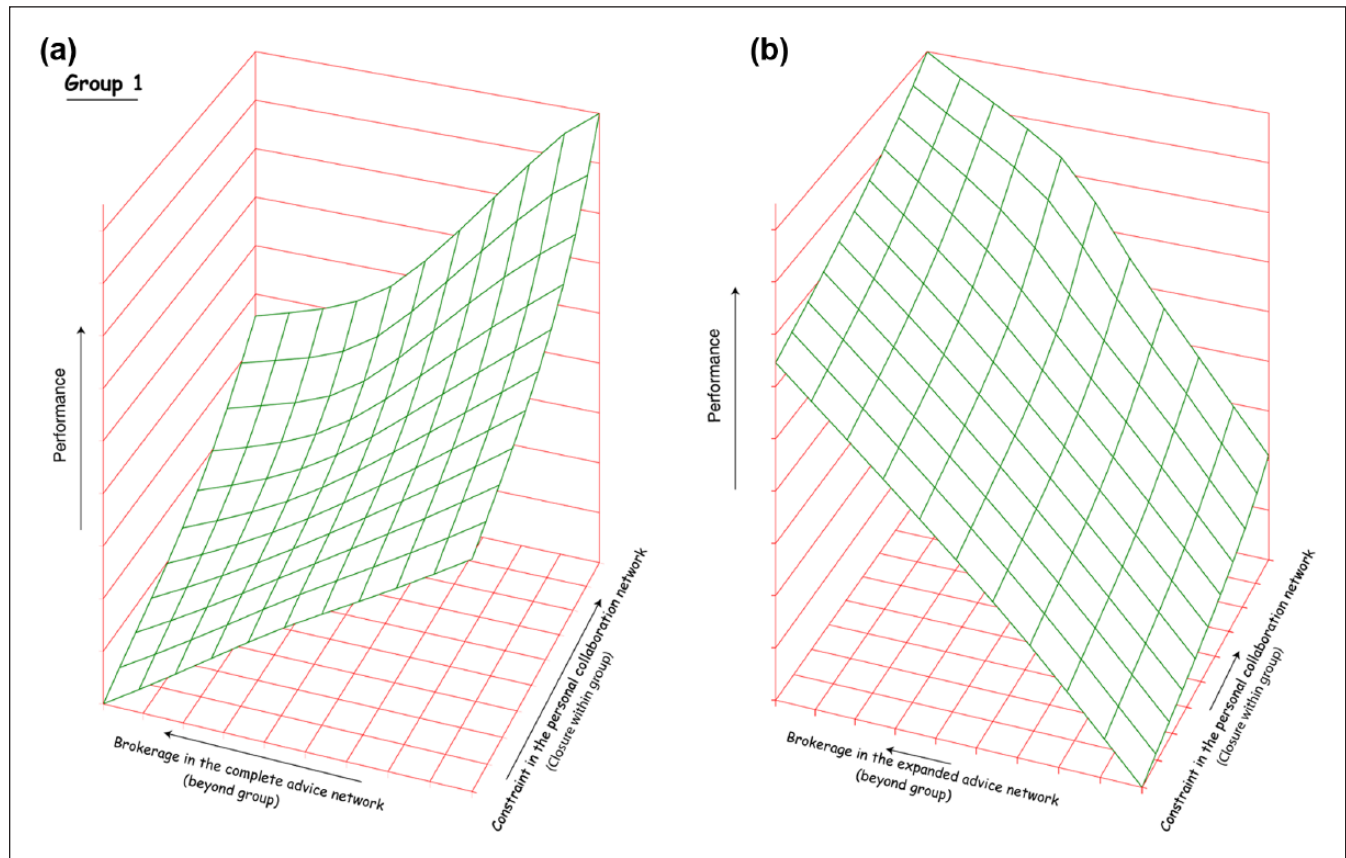 (a)
Group 1
Performance
Brokerage in the complete advice network
(beyond group)
Constraint in the personal collaboration network
(Closure within group)
(b)
Performance
Brokerage in the expanded advice network
(beyond group)
Constraint in the personal collaboration network
(Closure within group)